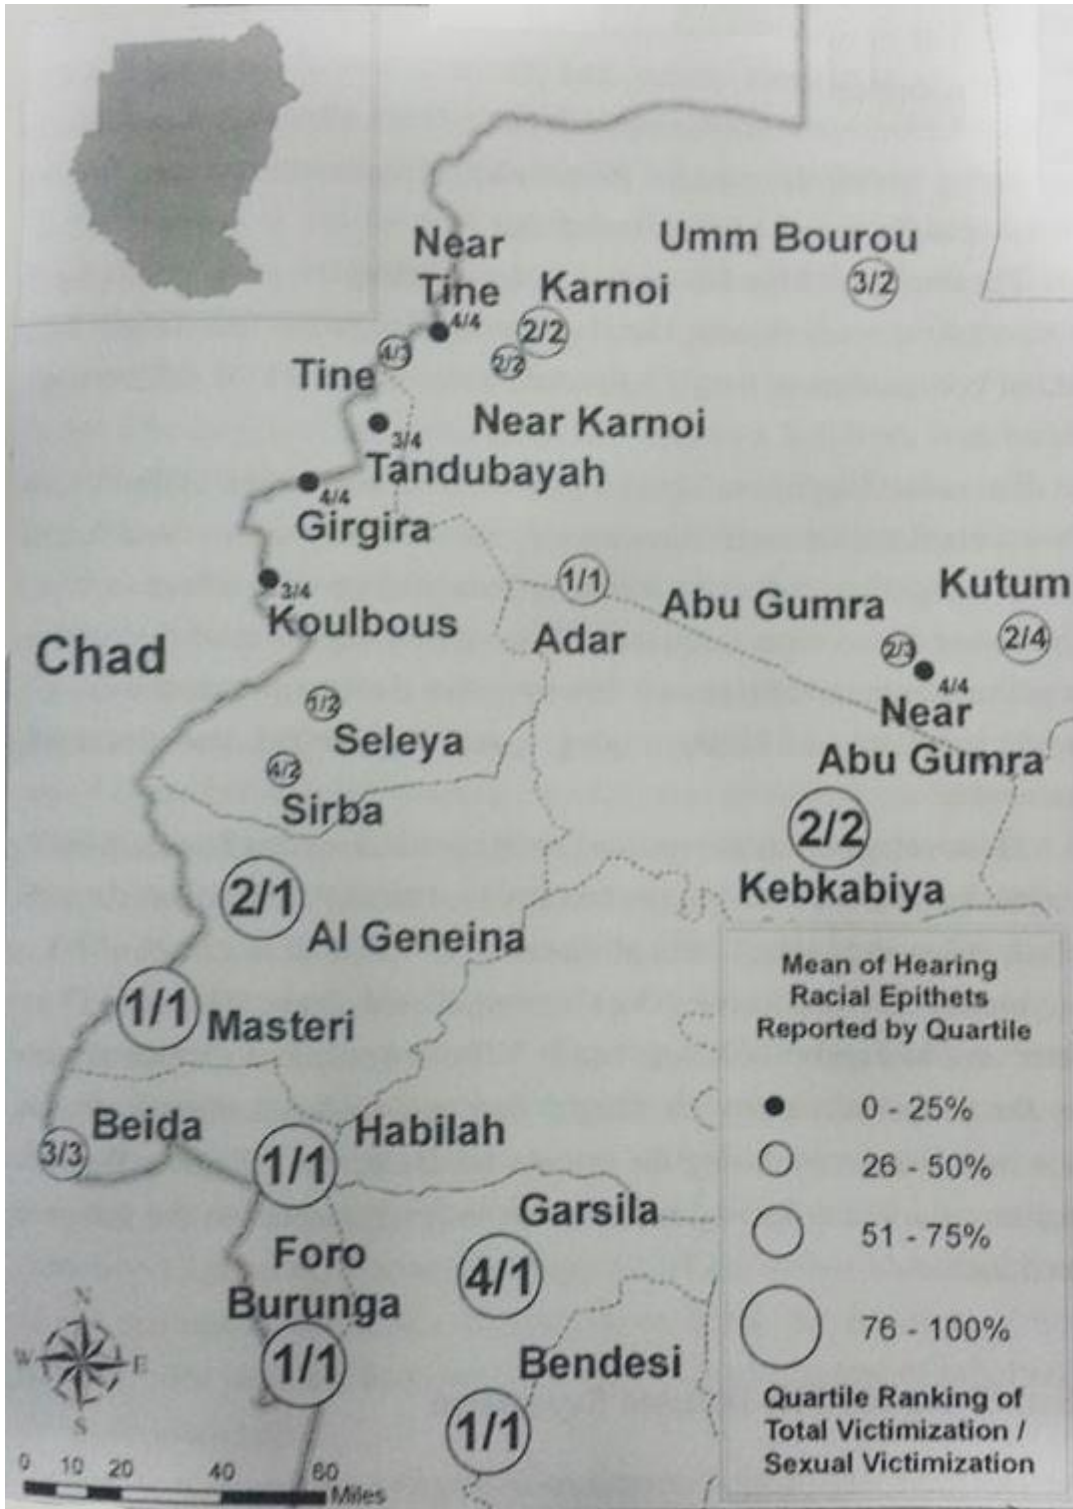 Near
Tine
4/4
Karnoi
2/2
Umm Bourou
3/2
4/3
Tine
2/2
Near Karnoi
3/4
Tandubayah
4/4
Girgira
3/4
Koulbous
1/1
Adar
Abu Gumra
2/3
Kutum
2/4
4/4
Near
Abu Gumra
Chad
Seleya
4/2
Sirba
2/2
Kebkabiya
2/1
Al Geneina
1/1
Masteri
Beida
3/3
Habilah
1/1
Garsila
4/1
Foro
Burunga
1/1
Bendesi
1/1
Mean of Hearing
Racial Epithets
Reported by Quartile
0 - 25%
26 - 50%
51 - 75%
76 - 100%
Quartile Ranking of
Total Victimization /
Sexual Victimization
N
W E
S
0 10 20 40 60
Miles